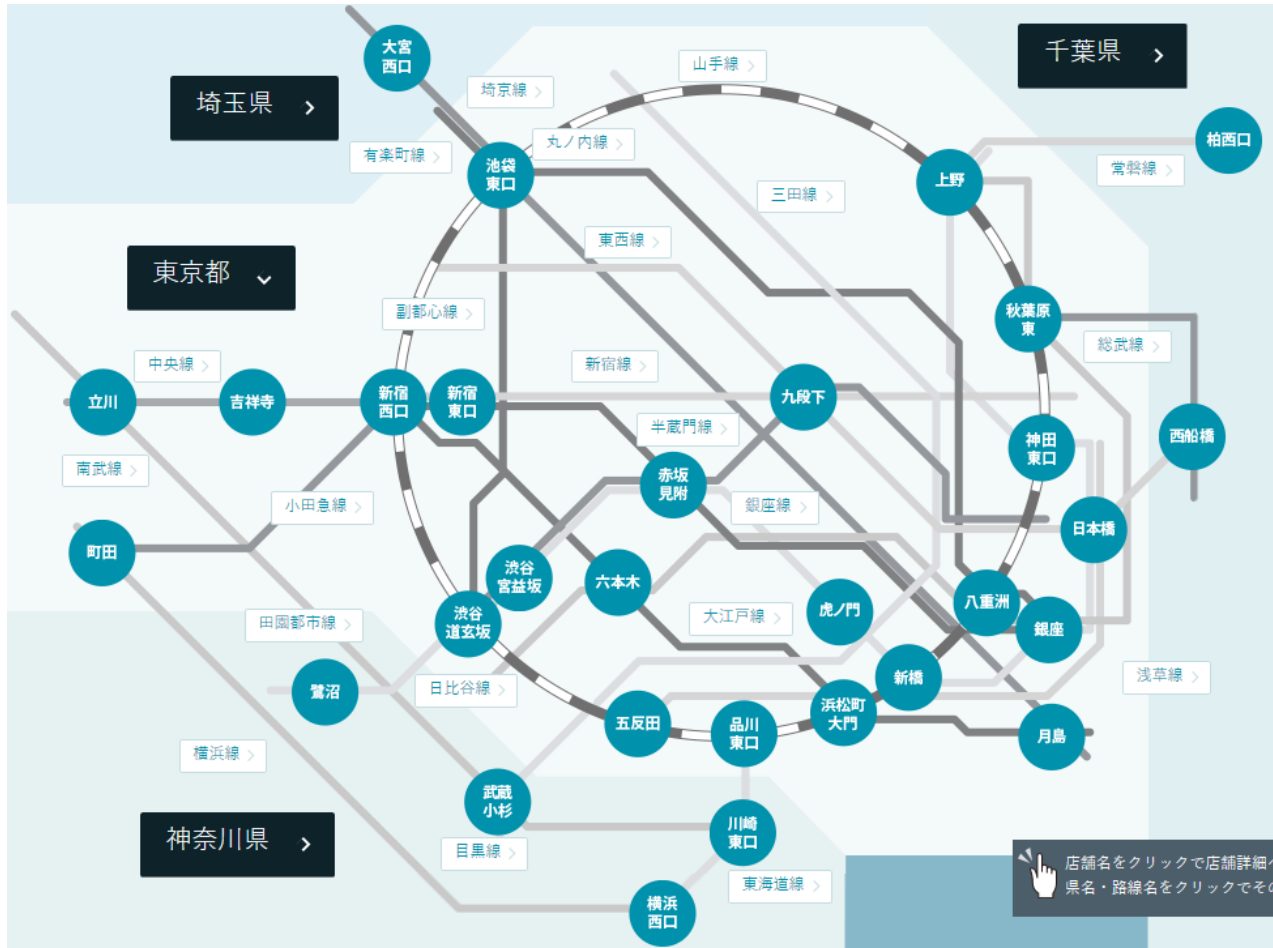 大宮
西口
山手線
千葉県
埼玉県
埼京線
有楽町線
丸ノ内線
池袋
東口
上野
柏西口
常磐線
三田線
東西線
東京都
副都心線
秋葉原
東
総武線
中央線
新宿線
立川
吉祥寺
新宿
西口
新宿
東口
九段下
半蔵門線
神田
東口
西船橋
南武線
赤坂
見附
小田急線
銀座線
日本橋
町田
渋谷
宮益坂
六本木
八重洲
虎ノ門
大江戸線
田園都市線
渋谷
道玄坂
銀座
新橋
浅草線
鷺沼
日比谷線
五反田
品川
東口
浜松町
大門
月島
横浜線
武蔵
小杉
川崎
東口
神奈川県
目黒線
東海道線
横浜
西口
店舗名をクリックで店舗詳細へ
県名・路線名をクリックでその